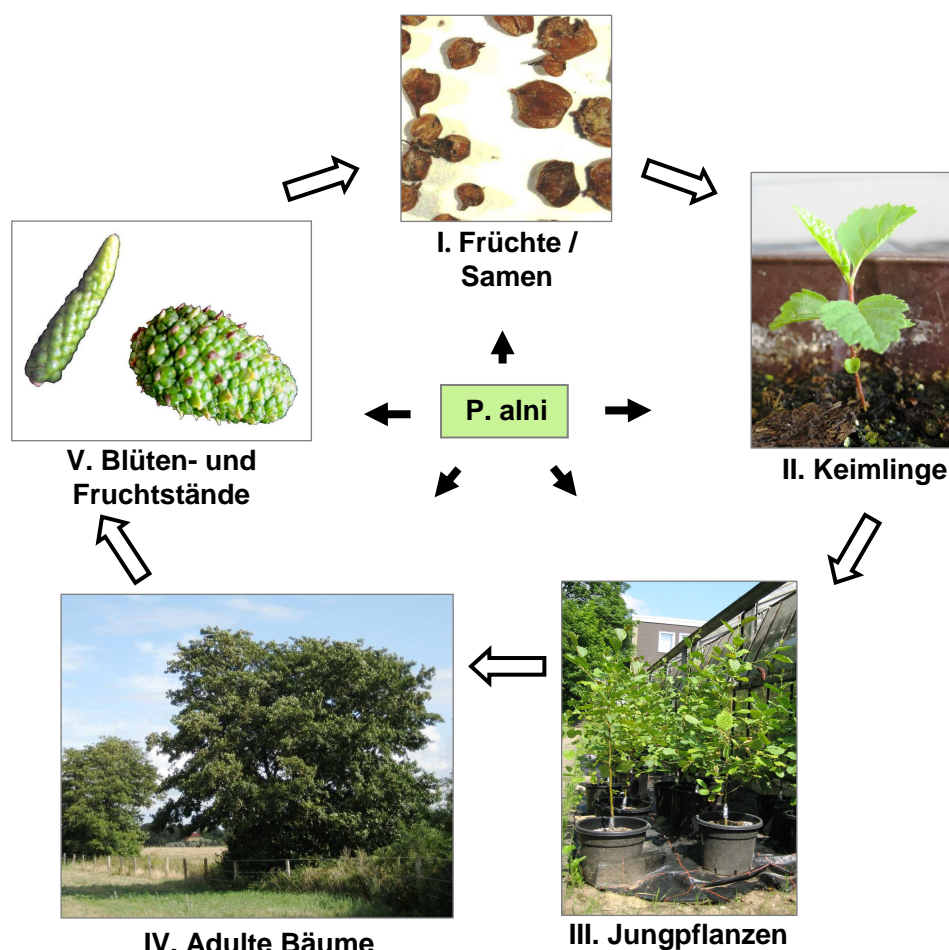 I. Früchte /
Samen
P. alni
V. Blüten- und
Fruchtstände
II. Keimlinge
IV. Adulte Bäume
III. Jungpflanzen